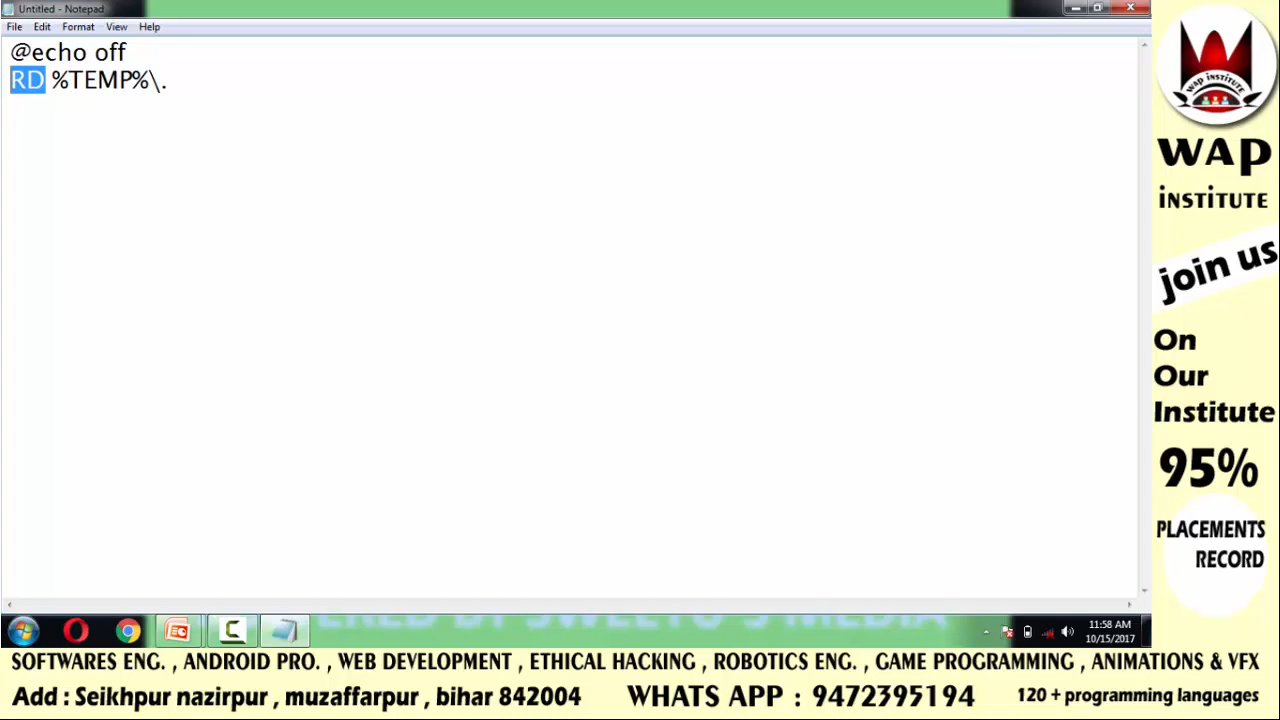 Untitled - Notepad
File Edit Format View Help
@echo off
RD %TEMP%\.
11:58 AM
10/15/2017
wap institute
wap
institute
join us
On
Our
Institute
95%
PLACEMENTS
RECORD
SOFTWARES ENG. , ANDROID PRO. , WEB DEVELOPMENT , ETHICAL HACKING , ROBOTICS ENG. , GAME PROGRAMMING , ANIMATIONS & VFX
Add : Seikhpur nazirpur , muzaffarpur , bihar 842004 WHATS APP : 9472395194 120 + programming languages